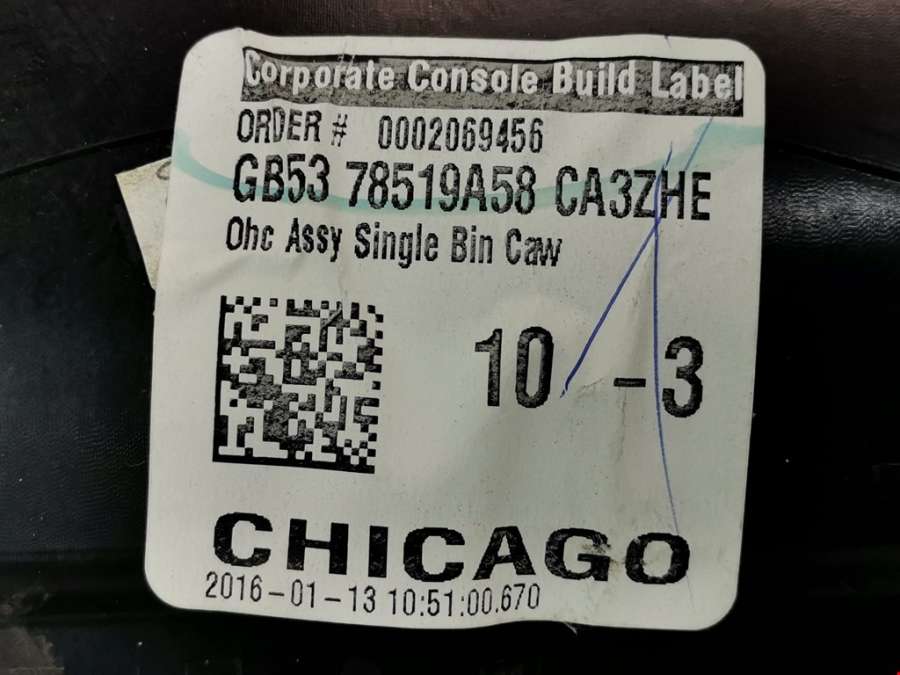 Corporate Console Build Label
ORDER # 0002069456
GB53 78519A58 CA3ZHE
Ohc Assy Single Bin Caw
10 -3
CHICAGO
2016-01-13 10:51:00.670